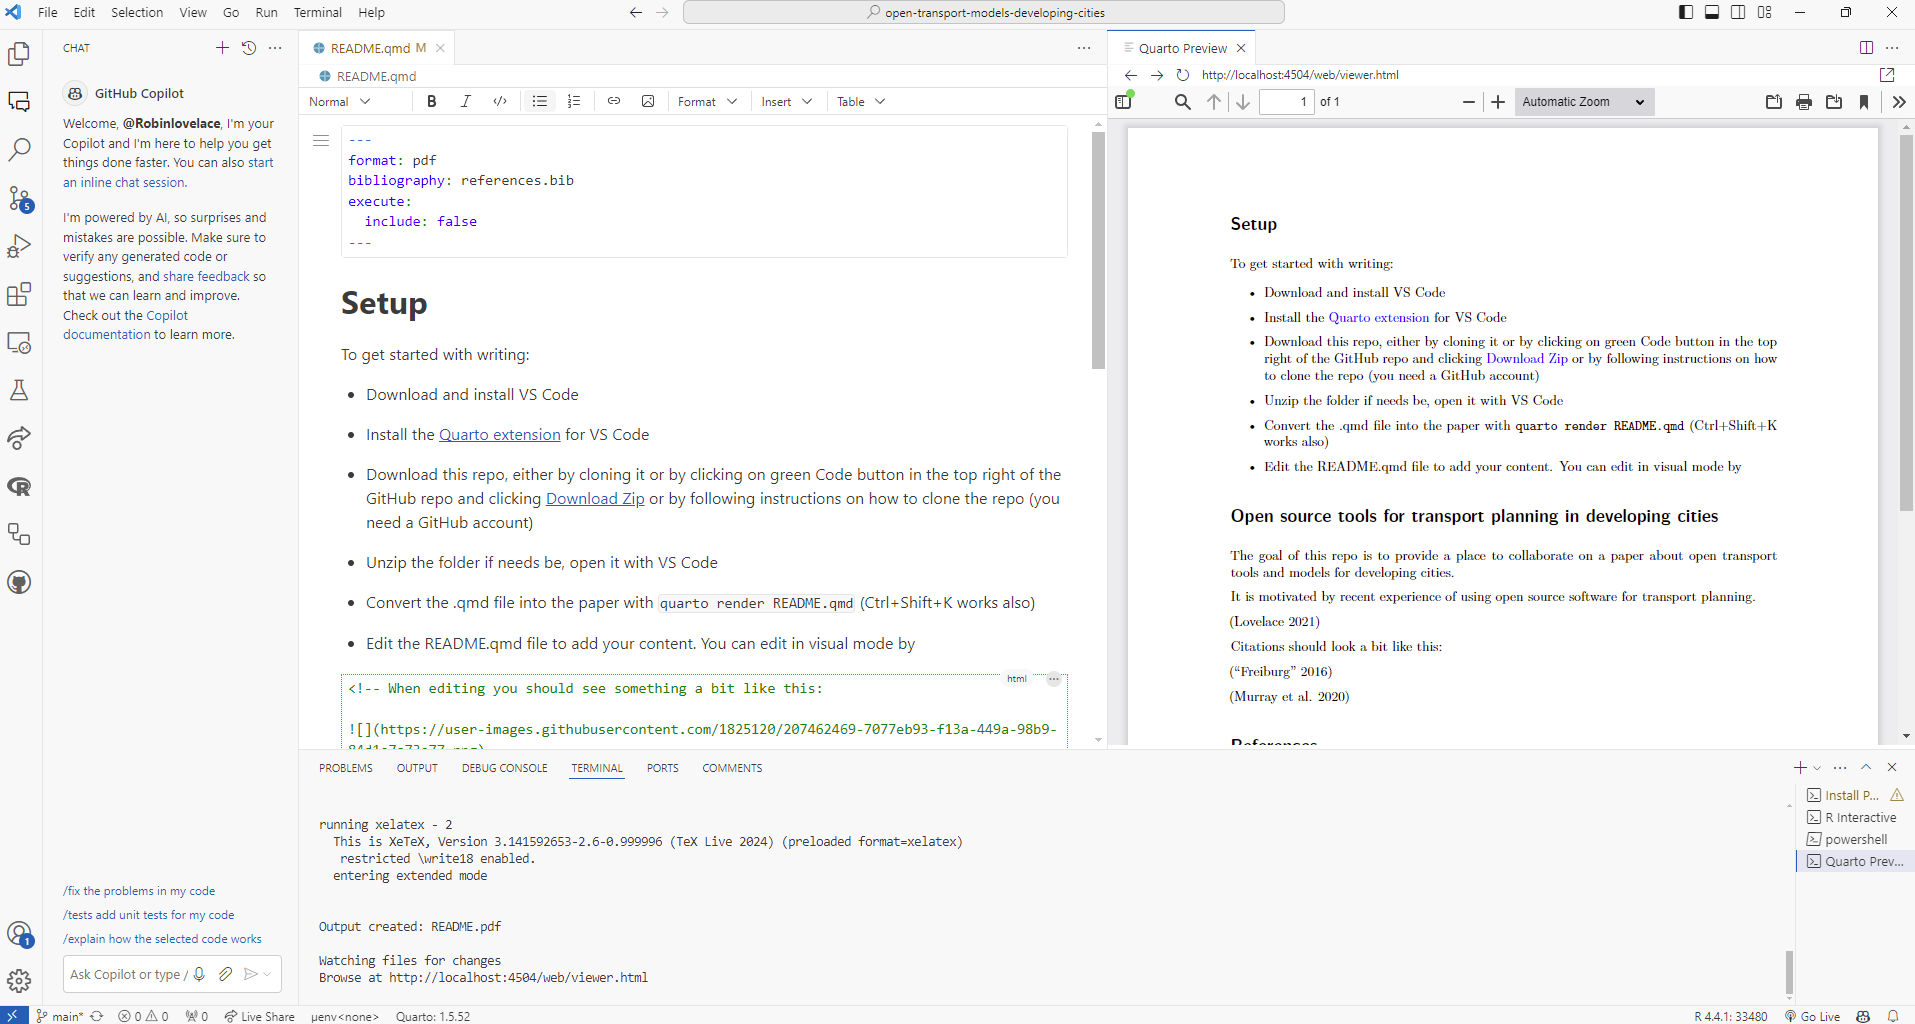 File Edit Selection View Go Run Terminal Help
open-transport-models-developing-cities
CHAT
GitHub Copilot
Welcome, @Robinlovelace, I'm your
Copilot and I'm here to help you get
things done faster. You can also start
an inline chat session.
I'm powered by AI, so surprises and
mistakes are possible. Make sure to
verify any generated code or
suggestions, and share feedback so
that we can learn and improve.
Check out the Copilot
documentation to learn more.
/fix the problems in my code
/tests add unit tests for my code
/explain how the selected code works
Ask Copilot or type /
5
1
README.qmd M
README.qmd
Normal B I </> Format Insert Table
---
format: pdf
bibliography: references.bib
execute:
include: false
---
Setup
To get started with writing:
• Download and install VS Code
• Install the Quarto extension for VS Code
• Download this repo, either by cloning it or by clicking on green Code button in the top right of the
GitHub repo and clicking Download Zip or by following instructions on how to clone the repo (you
need a GitHub account)
• Unzip the folder if needs be, open it with VS Code
• Convert the .qmd file into the paper with quarto render README.qmd (Ctrl+Shift+K works also)
• Edit the README.qmd file to add your content. You can edit in visual mode by
html
<!-- When editing you should see something a bit like this:
![](https://user-images.githubusercontent.com/1825120/207462469-7077eb93-f13a-449a-98b9-
Quarto Preview
http://localhost:4504/web/viewer.html
1 of 1
Automatic Zoom
Setup
To get started with writing:
• Download and install VS Code
• Install the Quarto extension for VS Code
• Download this repo, either by cloning it or by clicking on green Code button in the top
right of the GitHub repo and clicking Download Zip or by following instructions on how
to clone the repo (you need a GitHub account)
• Unzip the folder if needs be, open it with VS Code
• Convert the .qmd file into the paper with quarto render README.qmd (Ctrl+Shift+K
works also)
• Edit the README.qmd file to add your content. You can edit in visual mode by
Open source tools for transport planning in developing cities
The goal of this repo is to provide a place to collaborate on a paper about open transport
tools and models for developing cities.
It is motivated by recent experience of using open source software for transport planning.
(Lovelace 2021)
Citations should look a bit like this:
(“Freiburg” 2016)
(Murray et al. 2020)
References
PROBLEMS OUTPUT DEBUG CONSOLE TERMINAL PORTS COMMENTS
running xelatex - 2
This is XeTeX, Version 3.141592653-2.6-0.999996 (TeX Live 2024) (preloaded format=xelatex)
restricted \write18 enabled.
entering extended mode
Output created: README.pdf
Watching files for changes
Browse at http://localhost:4504/web/viewer.html
Install P...
R Interactive
powershell
Quarto Prev...
main* 0 0 0 Live Share µenv<none> Quarto: 1.5.52
R 4.4.1: 33480 Go Live